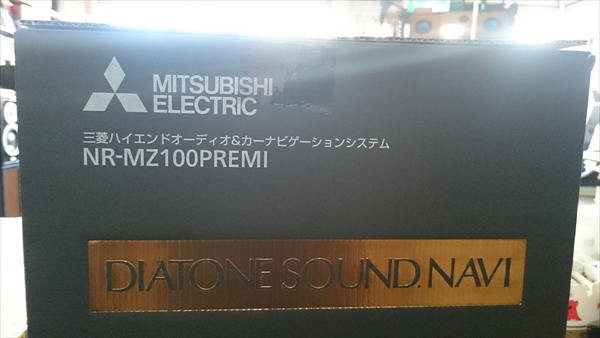 MITSUBISHI
ELECTRIC
三菱ハイエンドオーディオ&カーナビゲーションシステム
NR-MZ100PREMI
DIATONE SOUND.NAVI